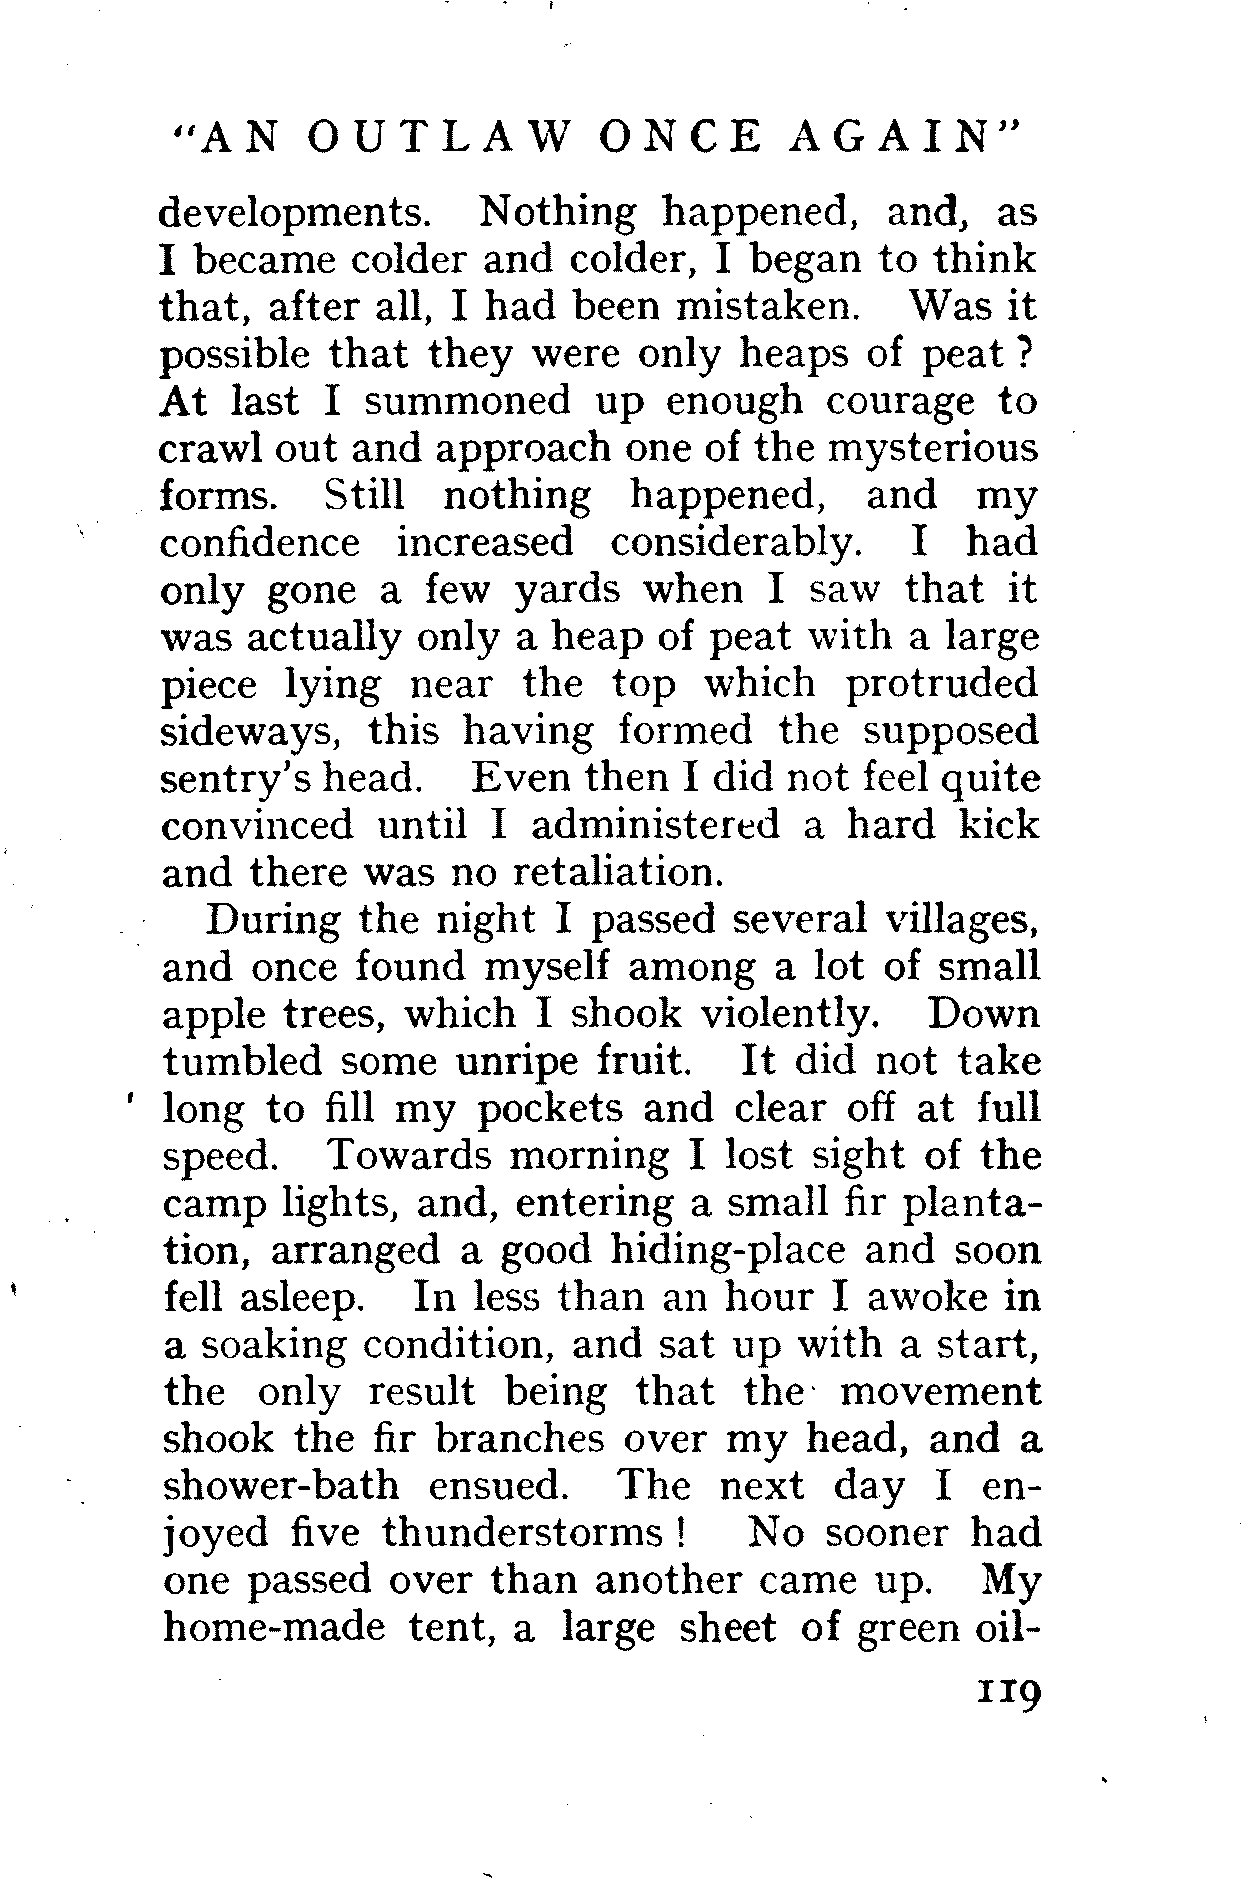 "AN OUTLAW ONCE AGAIN"
developments. Nothing happened, and, as
I became colder and colder, I began to think
that, after all, I had been mistaken. Was it
possible that they were only heaps of peat ?
At last I summoned up enough courage to
crawl out and approach one of the mysterious
forms. Still nothing happened, and my
confidence increased considerably. I had
only gone a few yards when I saw that it
was actually only a heap of peat with a large
piece lying near the top which protruded
sideways, this having formed the supposed
sentry's head. Even then I did not feel quite
convinced until I administered a hard kick
and there was no retaliation.
During the night I passed several villages,
and once found myself among a lot of small
apple trees, which I shook violently. Down
tumbled some unripe fruit. It did not take
long to fill my pockets and clear off at full
speed. Towards morning I lost sight of the
camp lights, and, entering a small fir planta-
tion, arranged a good hiding-place and soon
fell asleep. In less than an hour I awoke in
a soaking condition, and sat up with a start,
the only result being that the movement
shook the fir branches over my head, and a
shower-bath ensued. The next day I en-
joyed five thunderstorms ! No sooner had
one passed over than another came up. My
home-made tent, a large sheet of green oil-
119